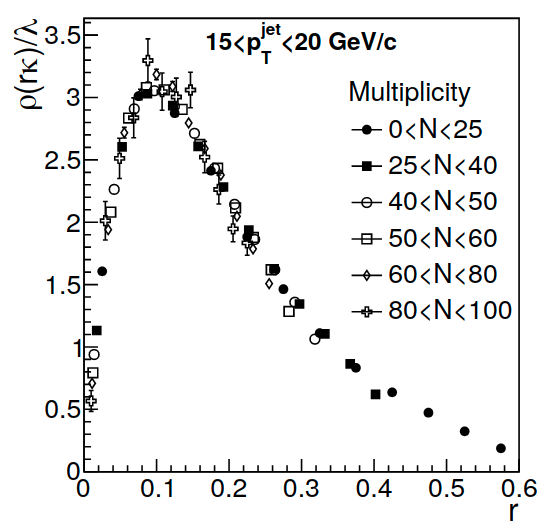 ρ(rκ)/λ
15<p_T^jet<20 GeV/c
Multiplicity
0<N<25
25<N<40
40<N<50
50<N<60
60<N<80
80<N<100
3.5
3
2.5
2
1.5
1
0.5
0
0 0.1 0.2 0.3 0.4 0.5 0.6
r